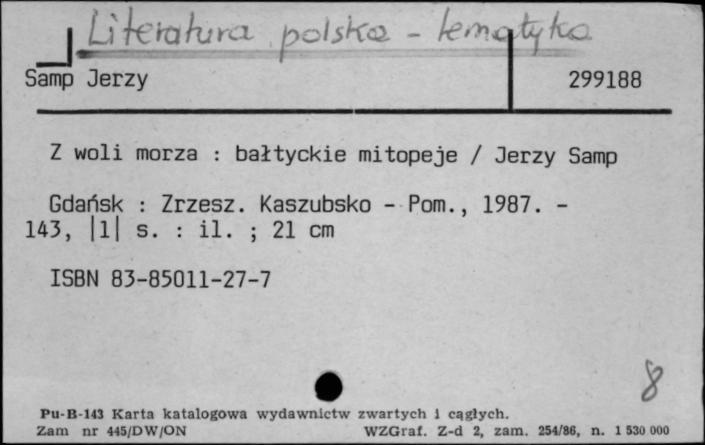 Literatura polska - tematyka
Samp Jerzy 299188
Z woli morza : bałtyckie mitopeje / Jerzy Samp
Gdańsk : Zrzesz. Kaszubsko - Pom., 1987. -
143, |1| s. : il. ; 21 cm
ISBN 83-85011-27-7
8
Pu-B-143 Karta katalogowa wydawnictw zwartych i cągłych.
Zam nr 445/DW/ON WZGraf. Z-d 2, zam. 254/86, n. 1 530 000